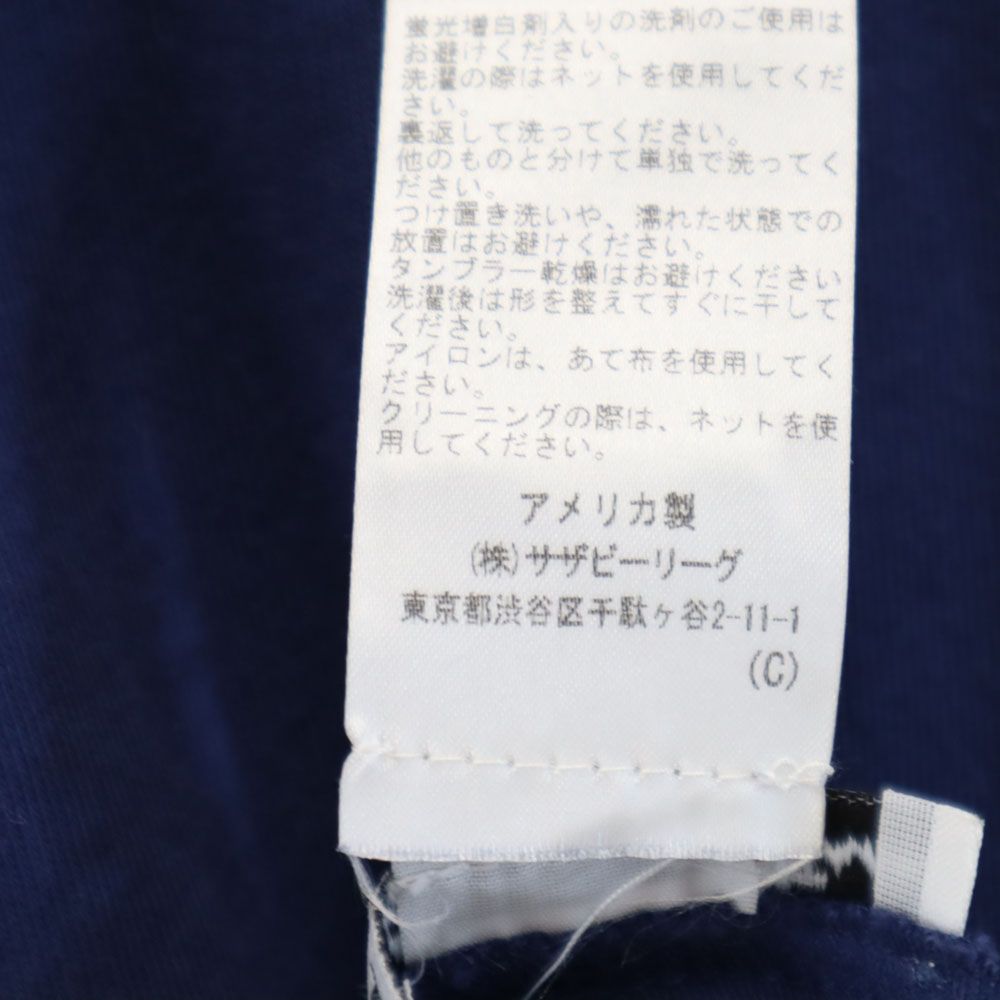 蛍光増白剤入りの洗剤のご使用は
お避けください。
洗濯の際はネットを使用してくだ
さい。
裏返して洗ってください。
他のものと分けて単独で洗ってく
ださい。
つけ置き洗いや、濡れた状態での
放置はお避けください。
タンブラー乾燥はお避けください
洗濯後は形を整えてすぐに干して
ください。
アイロンは、あて布を使用してく
ださい。
クリーニングの際は、ネットを使
用してください。
アメリカ製
(株)サザビーリーグ
東京都渋谷区千駄ヶ谷2-11-1
(C)